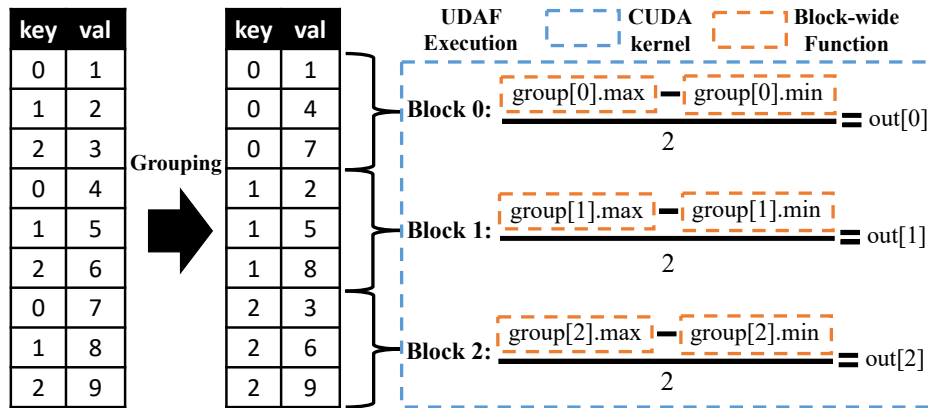 key val
0 1
1 2
2 3
0 4
1 5
2 6
0 7
1 8
2 9
Grouping
key val
0 1
0 4
0 7
1 2
1 5
1 8
2 3
2 6
2 9
UDAF
Execution
CUDA
kernel
Block-wide
Function
Block 0:
group[0].max - group[0].min
2
= out[0]
Block 1:
group[1].max - group[1].min
2
= out[1]
Block 2:
group[2].max - group[2].min
2
= out[2]